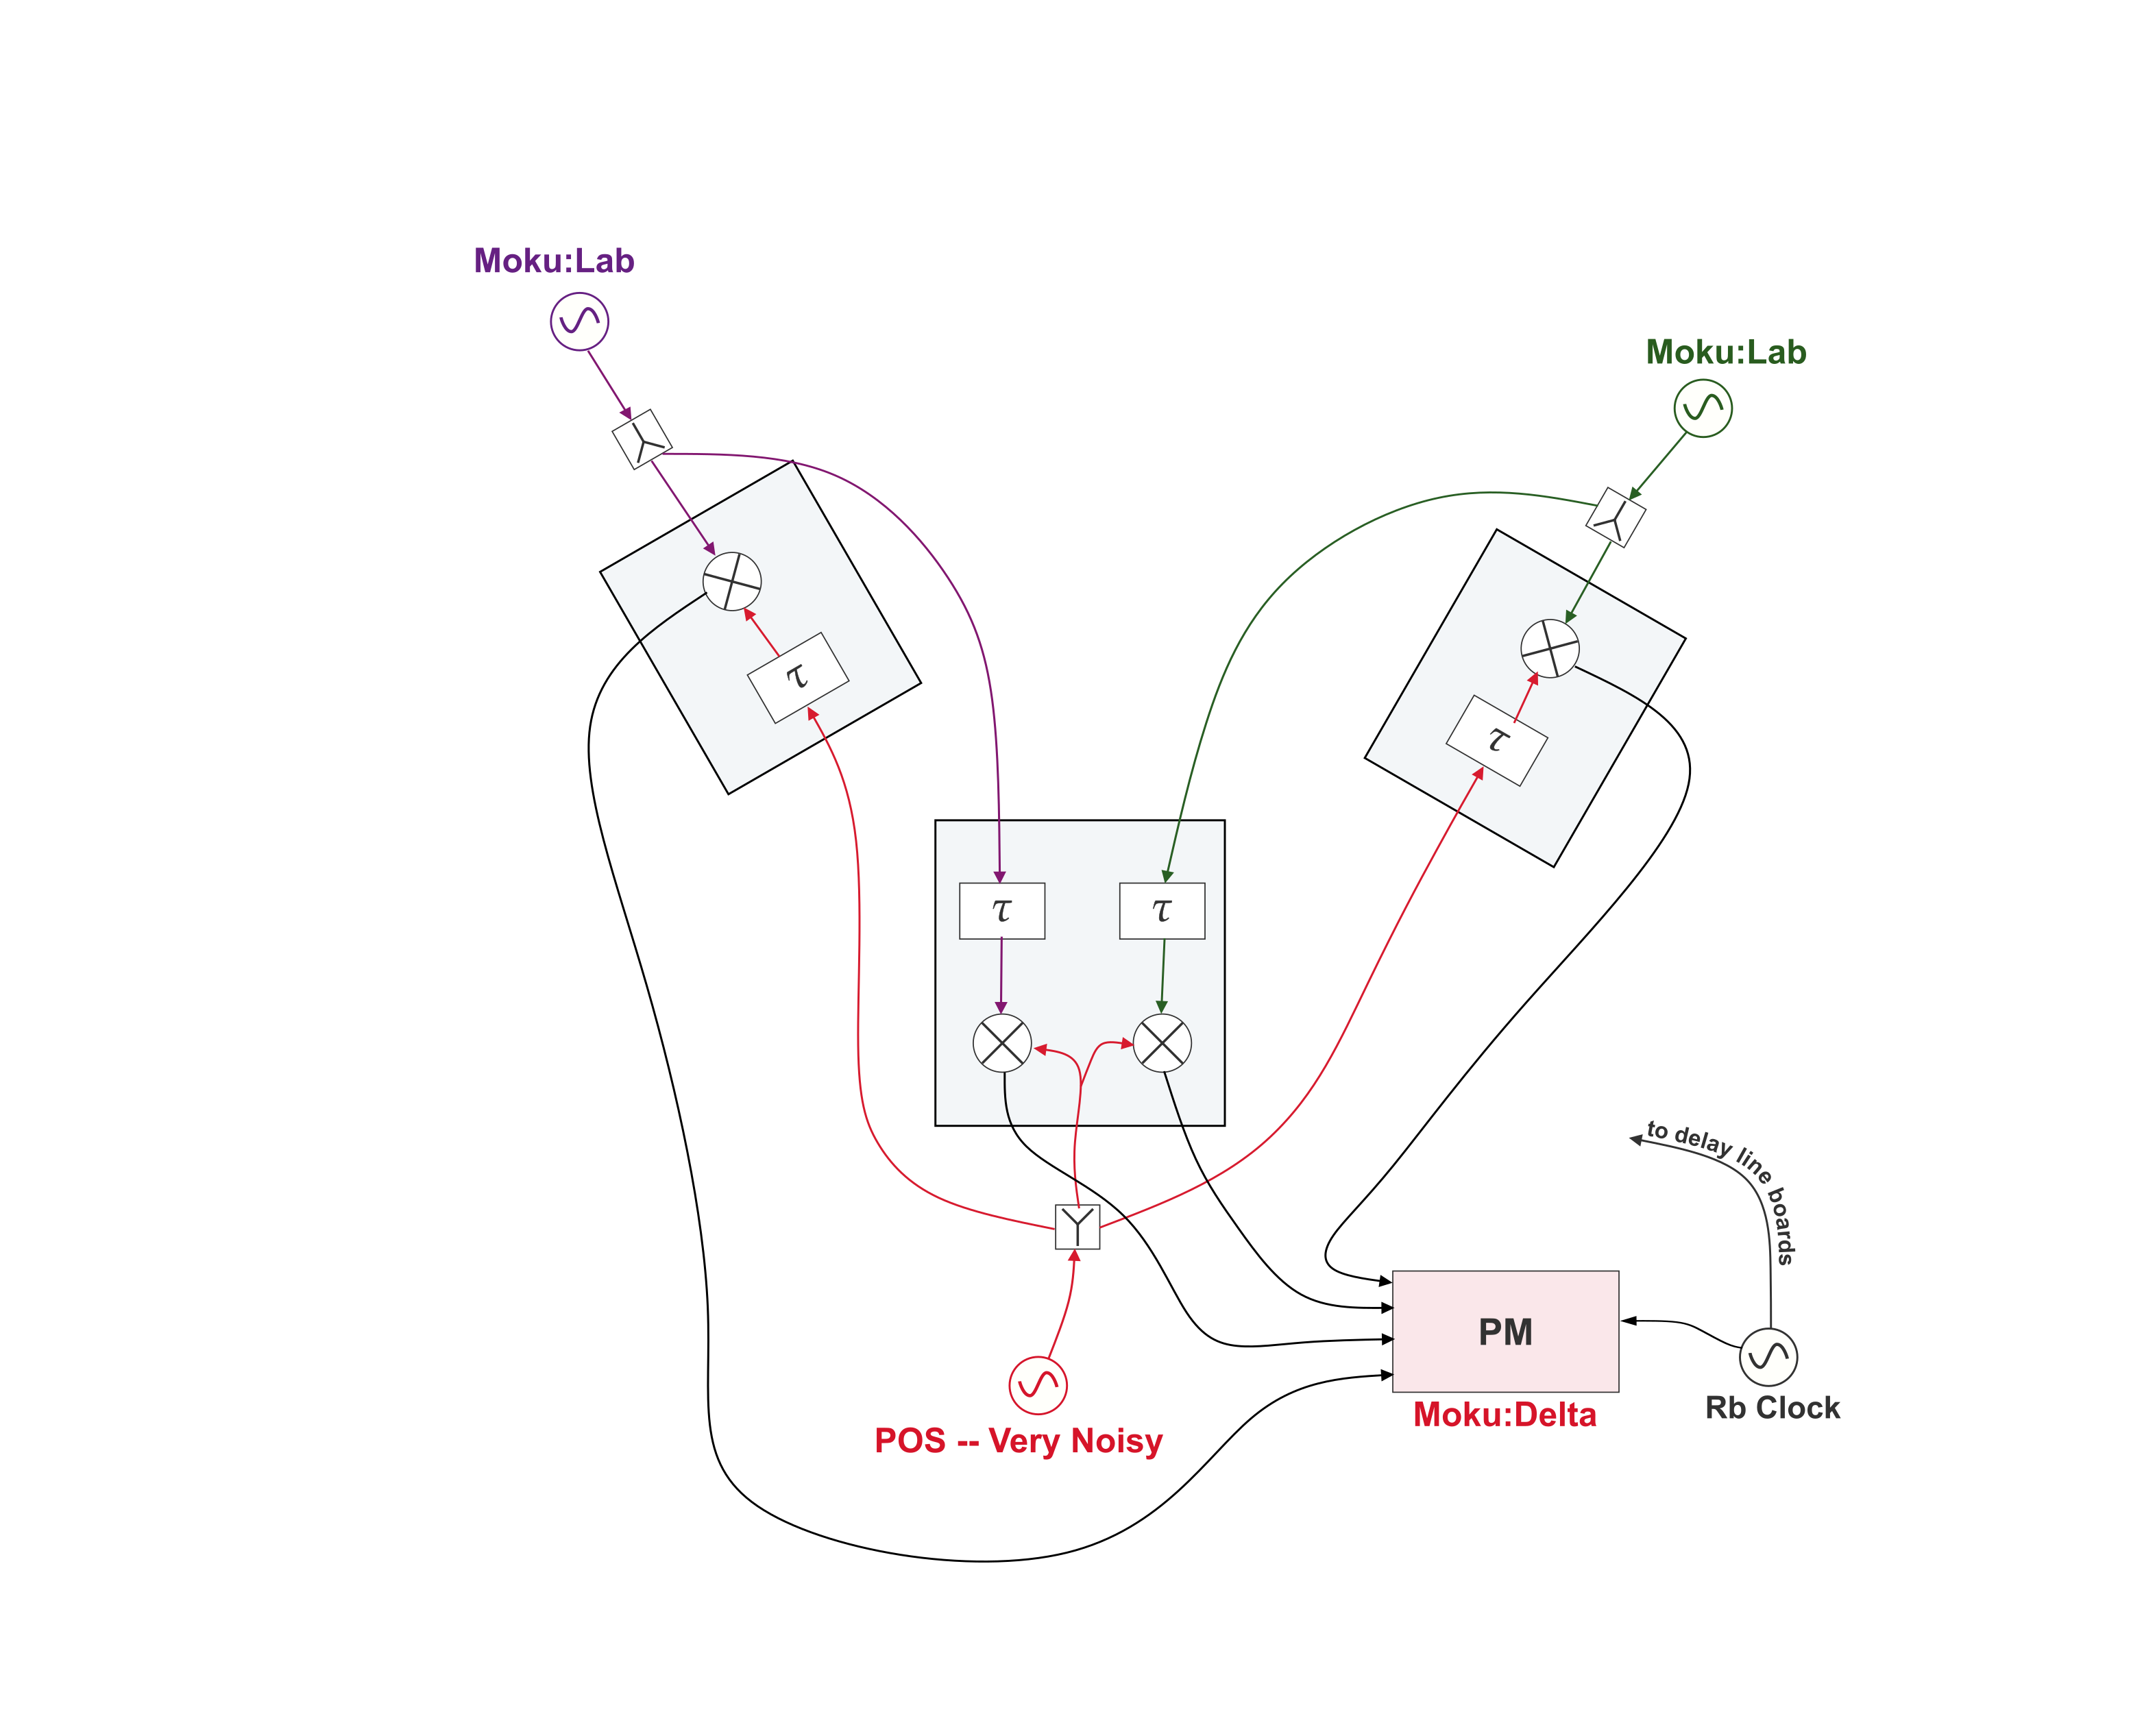 Moku:Lab
Moku:Lab
τ
τ
τ
τ
to delay line boards
PM
Moku:Delta
Rb Clock
POS -- Very Noisy